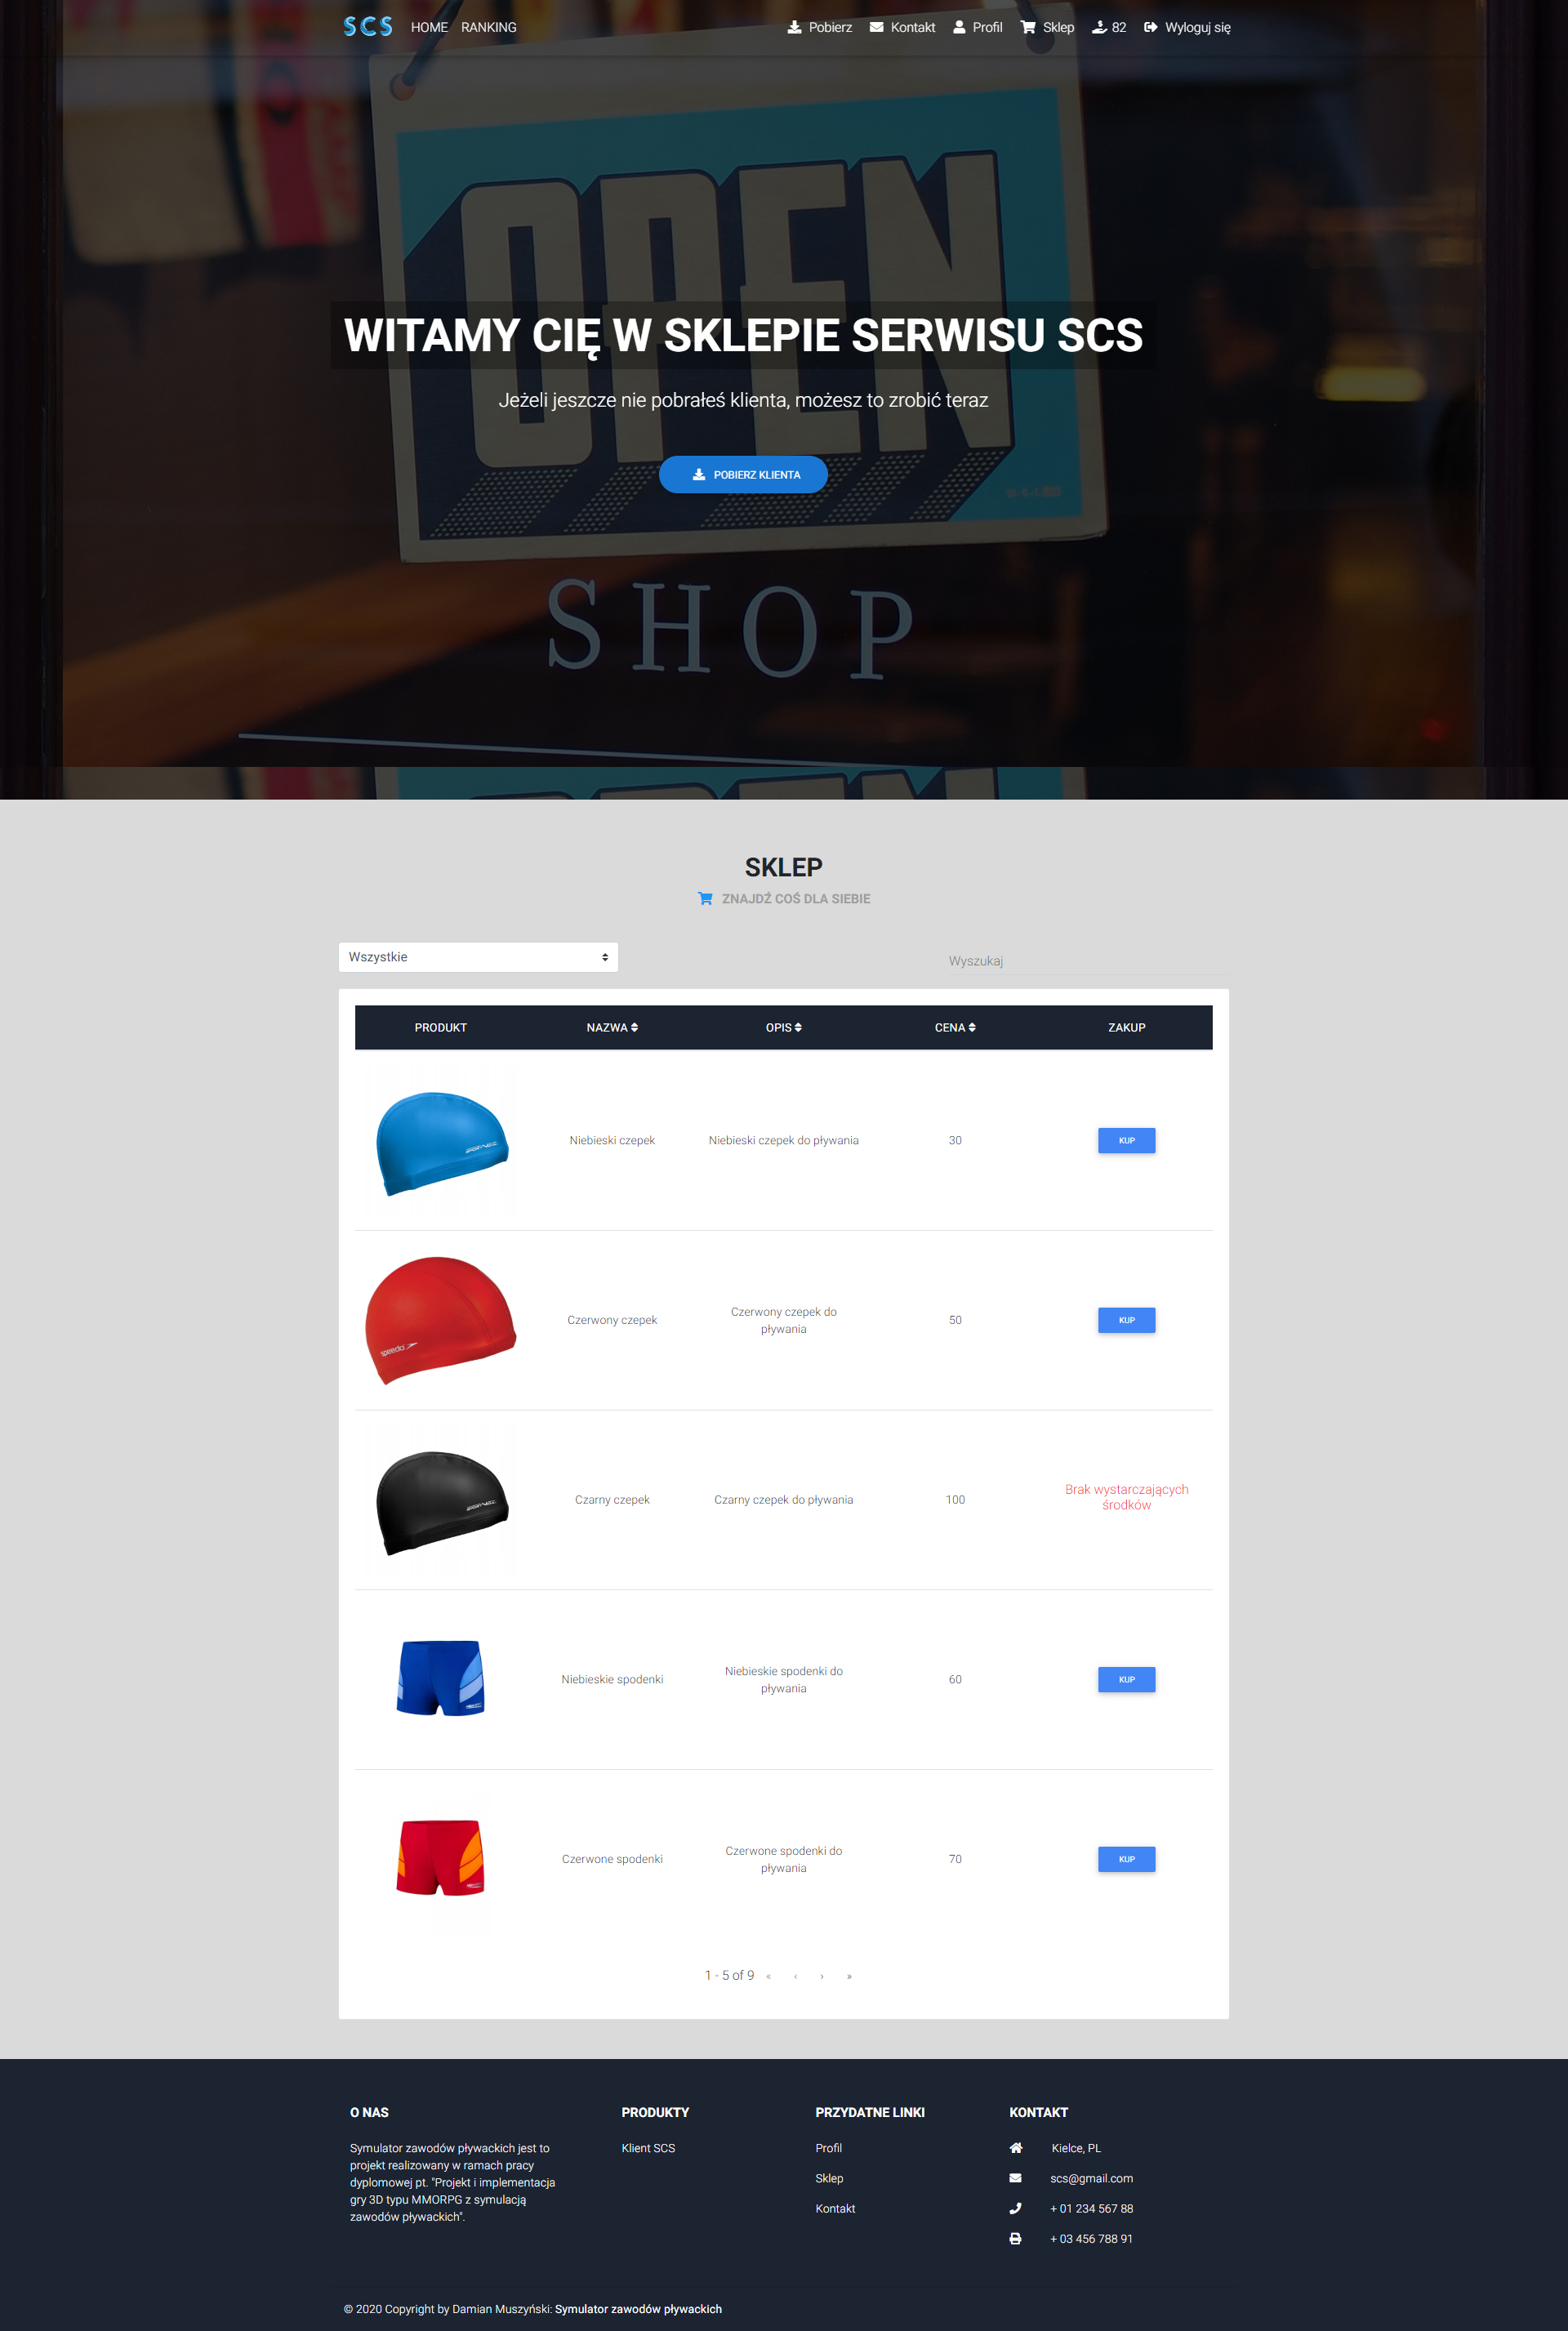 SCS HOME RANKING Pobierz Kontakt Profil Sklep 82 Wyloguj się
OPEN
WITAMY CIĘ W SKLEPIE SERWISU SCS
Jeżeli jeszcze nie pobrałeś klienta, możesz to zrobić teraz
POBIERZ KLIENTA
SHOP
SKLEP
ZNAJDŹ COŚ DLA SIEBIE
Wszystkie Wyszukaj
PRODUKT NAZWA OPIS CENA ZAKUP
Niebieski czepek Niebieski czepek do pływania 30 KUP
speedo
Czerwony czepek Czerwony czepek do
pływania 50 KUP
Czarny czepek Czarny czepek do pływania 100 Brak wystarczających
środków
Niebieskie spodenki Niebieskie spodenki do
pływania 60 KUP
Czerwone spodenki Czerwone spodenki do
pływania 70 KUP
1 - 5 of 9 « ‹ › »
O NAS
Symulator zawodów pływackich jest to
projekt realizowany w ramach pracy
dyplomowej pt. "Projekt i implementacja
gry 3D typu MMORPG z symulacją
zawodów pływackich".
PRODUKTY
Klient SCS
PRZYDATNE LINKI
Profil
Sklep
Kontakt
KONTAKT
Kielce, PL
scs@gmail.com
+ 01 234 567 88
+ 03 456 788 91
© 2020 Copyright by Damian Muszyński: Symulator zawodów pływackich